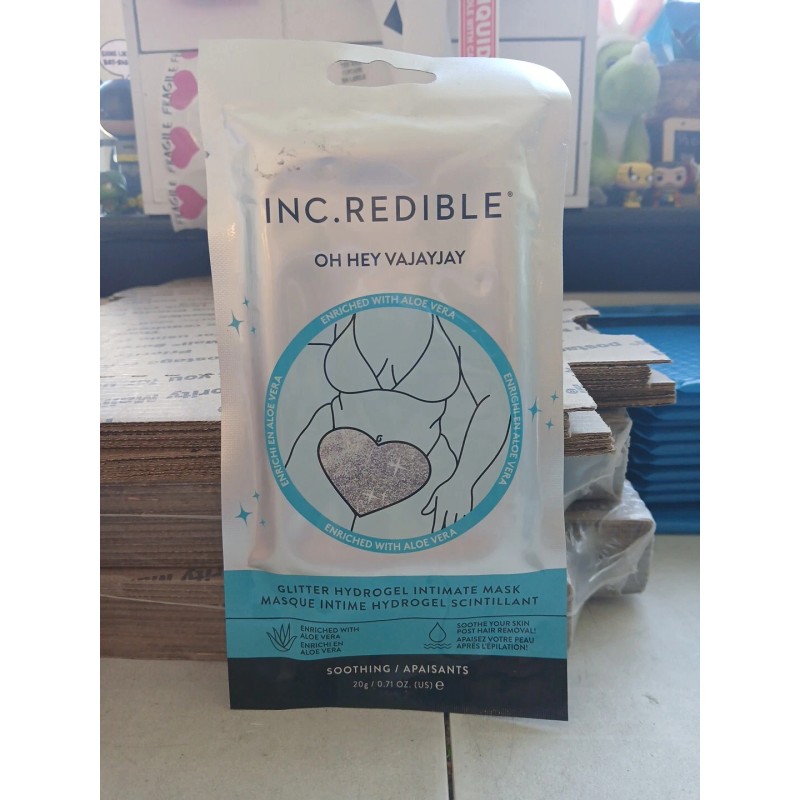 INC.REDIBLE®
OH HEY VAJAYJAY
ENRICHED WITH ALOE VERA
ENRICHI EN ALOE VERA
ENRICHI EN ALOE VERA
ENRICHED WITH ALOE VERA
GLITTER HYDROGEL INTIMATE MASK
MASQUE INTIME HYDROGEL SCINTILLANT
ENRICHED WITH
ALOE VERA
ENRICHI EN
ALOE VERA
SOOTHE YOUR SKIN
POST HAIR REMOVAL!
APAISEZ VOTRE PEAU
APRÈS L'ÉPILATION!
SOOTHING / APAISANTS
20g / 0.71 OZ. (US) ℮
FRAGILE FRAGILE